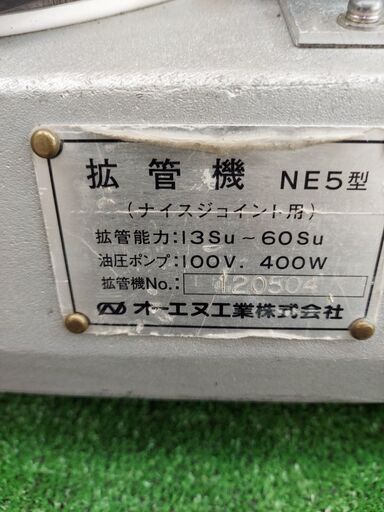 拡管機 NE5型
(ナイスジョイント用)
拡管能力:13Su～60Su
油圧ポンプ:100V. 400W
拡管機No.: 120504
オーエヌ工業株式会社